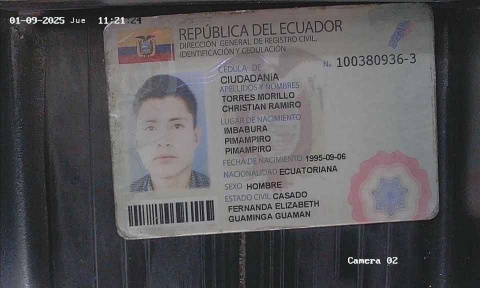 01-09-2025 Jue 11:21:24
REPÚBLICA DEL ECUADOR
DIRECCIÓN GENERAL DE REGISTRO CIVIL,
IDENTIFICACIÓN Y CEDULACIÓN
CÉDULA DE No. 100380936-3
CIUDADANÍA
APELLIDOS Y NOMBRES
TORRES MORILLO
CHRISTIAN RAMIRO
LUGAR DE NACIMIENTO
IMBABURA
PIMAMPIRO
PIMAMPIRO
FECHA DE NACIMIENTO 1995-09-06
NACIONALIDAD ECUATORIANA
SEXO HOMBRE
ESTADO CIVIL CASADO
FERNANDA ELIZABETH
GUAMINGA GUAMAN
Camera 02